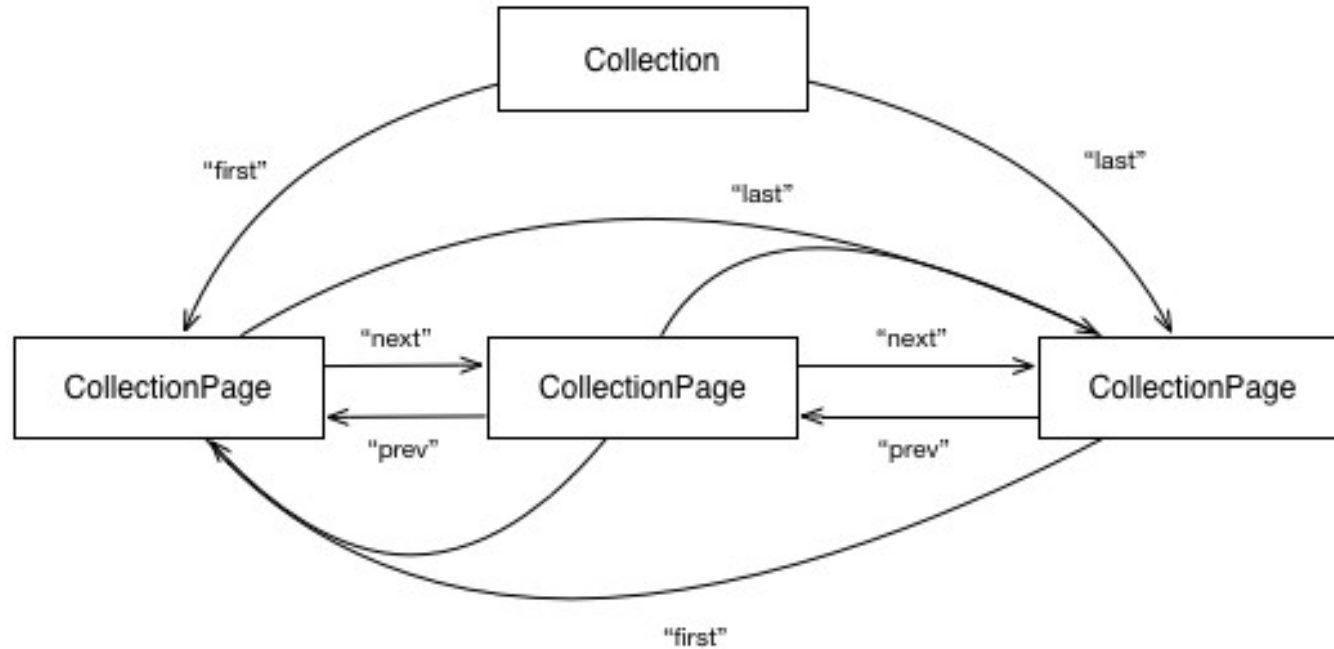 Collection
“first”
“last”
“last”
“next”
“next”
CollectionPage
CollectionPage
CollectionPage
“prev”
“prev”
“first”